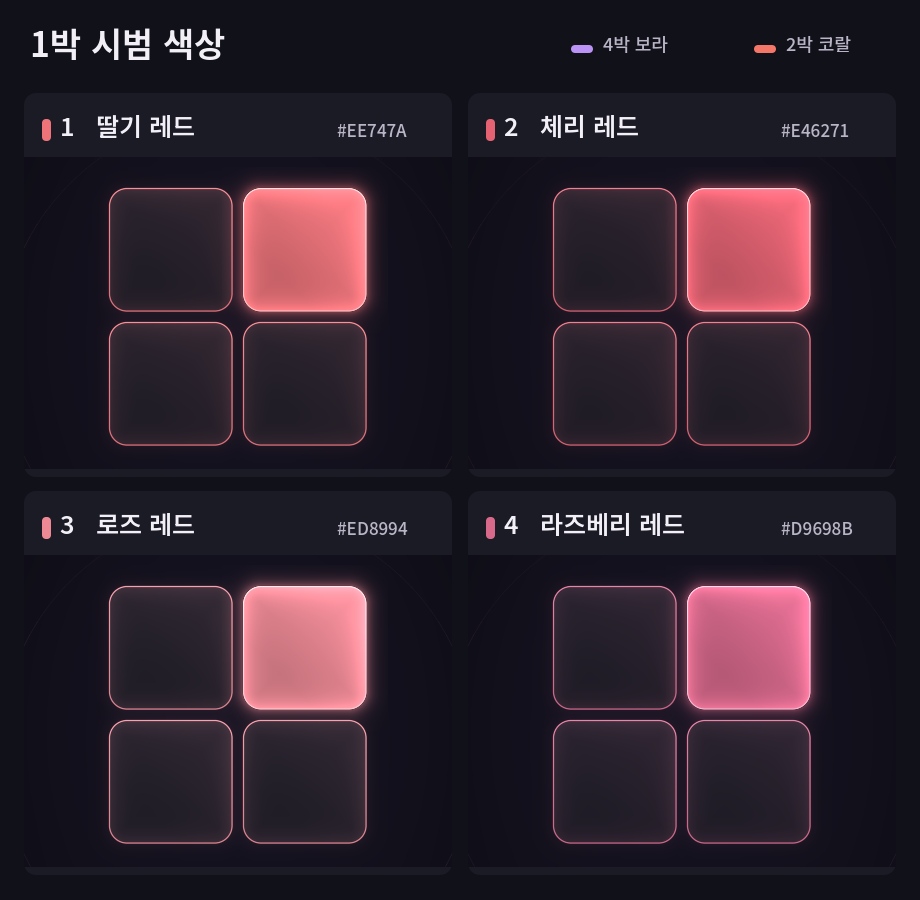 1박 시범 색상
4박 보라
2박 코랄
1 딸기 레드 #EE747A
2 체리 레드 #E46271
3 로즈 레드 #ED8994
4 라즈베리 레드 #D9698B